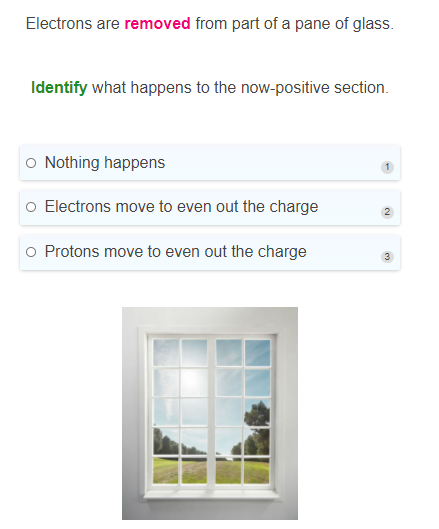 Electrons are removed from part of a pane of glass.
Identify what happens to the now-positive section.
Nothing happens
1
Electrons move to even out the charge
2
Protons move to even out the charge
3